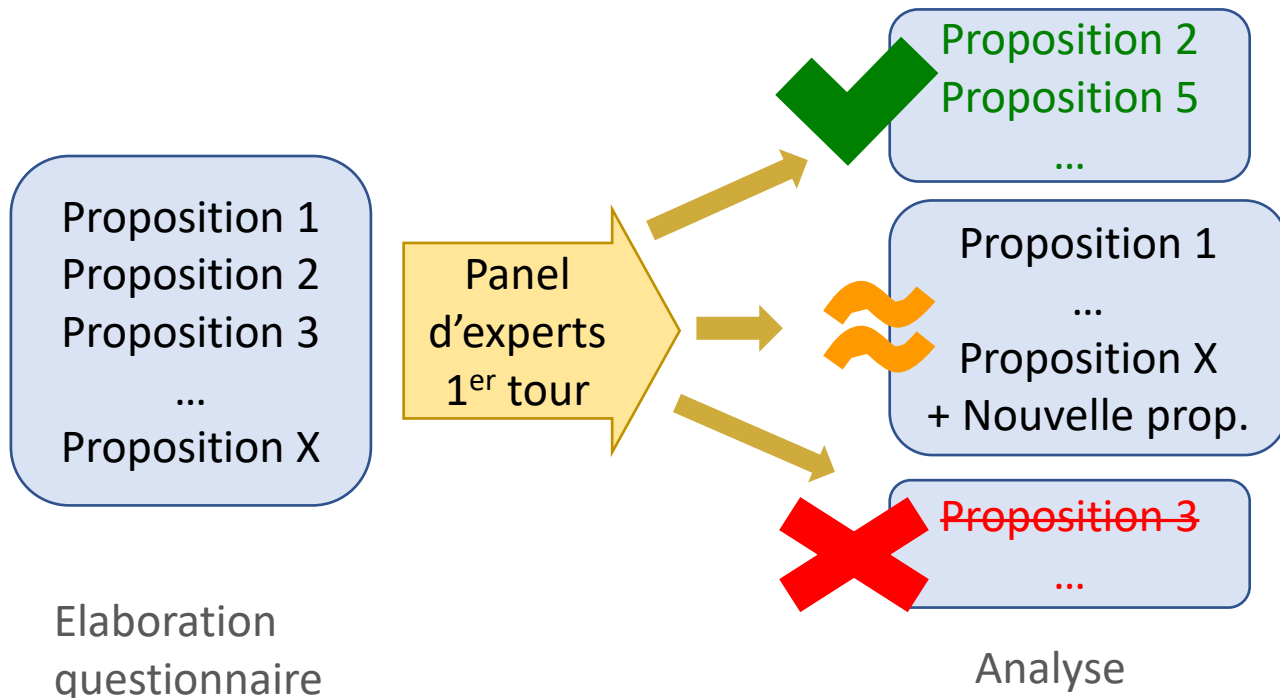 Proposition 1
Proposition 2
Proposition 3
...
Proposition X
Elaboration
questionnaire
Panel
d’experts
1er tour
Proposition 2
Proposition 5
...
Proposition 1
...
Proposition X
+ Nouvelle prop.
Proposition 3
...
Analyse